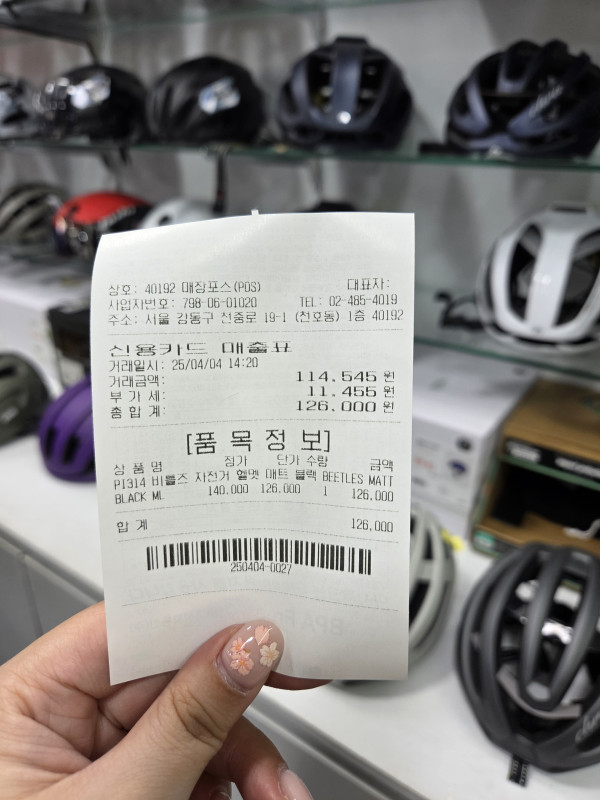 상호: 40192 매장포스(POS) 대표자:
사업자번호: 798-06-01020 TEL: 02-485-4019
주소: 서울 강동구 천중로 19-1 (천호동) 1층 40192
신용카드 매출표
거래일시: 25/04/04 14:20
거래금액: 114.545 원
부 가 세: 11.455 원
총 합 계: 126.000 원
[품 목 정 보]
상 품 명 정가 단가 수량 금액
P1314 비틀즈 자전거 헬멧 매트 블랙 BEETLES MATT
BLACK ML 140.000 126.000 1 126.000
합 계 126.000
250404-0027